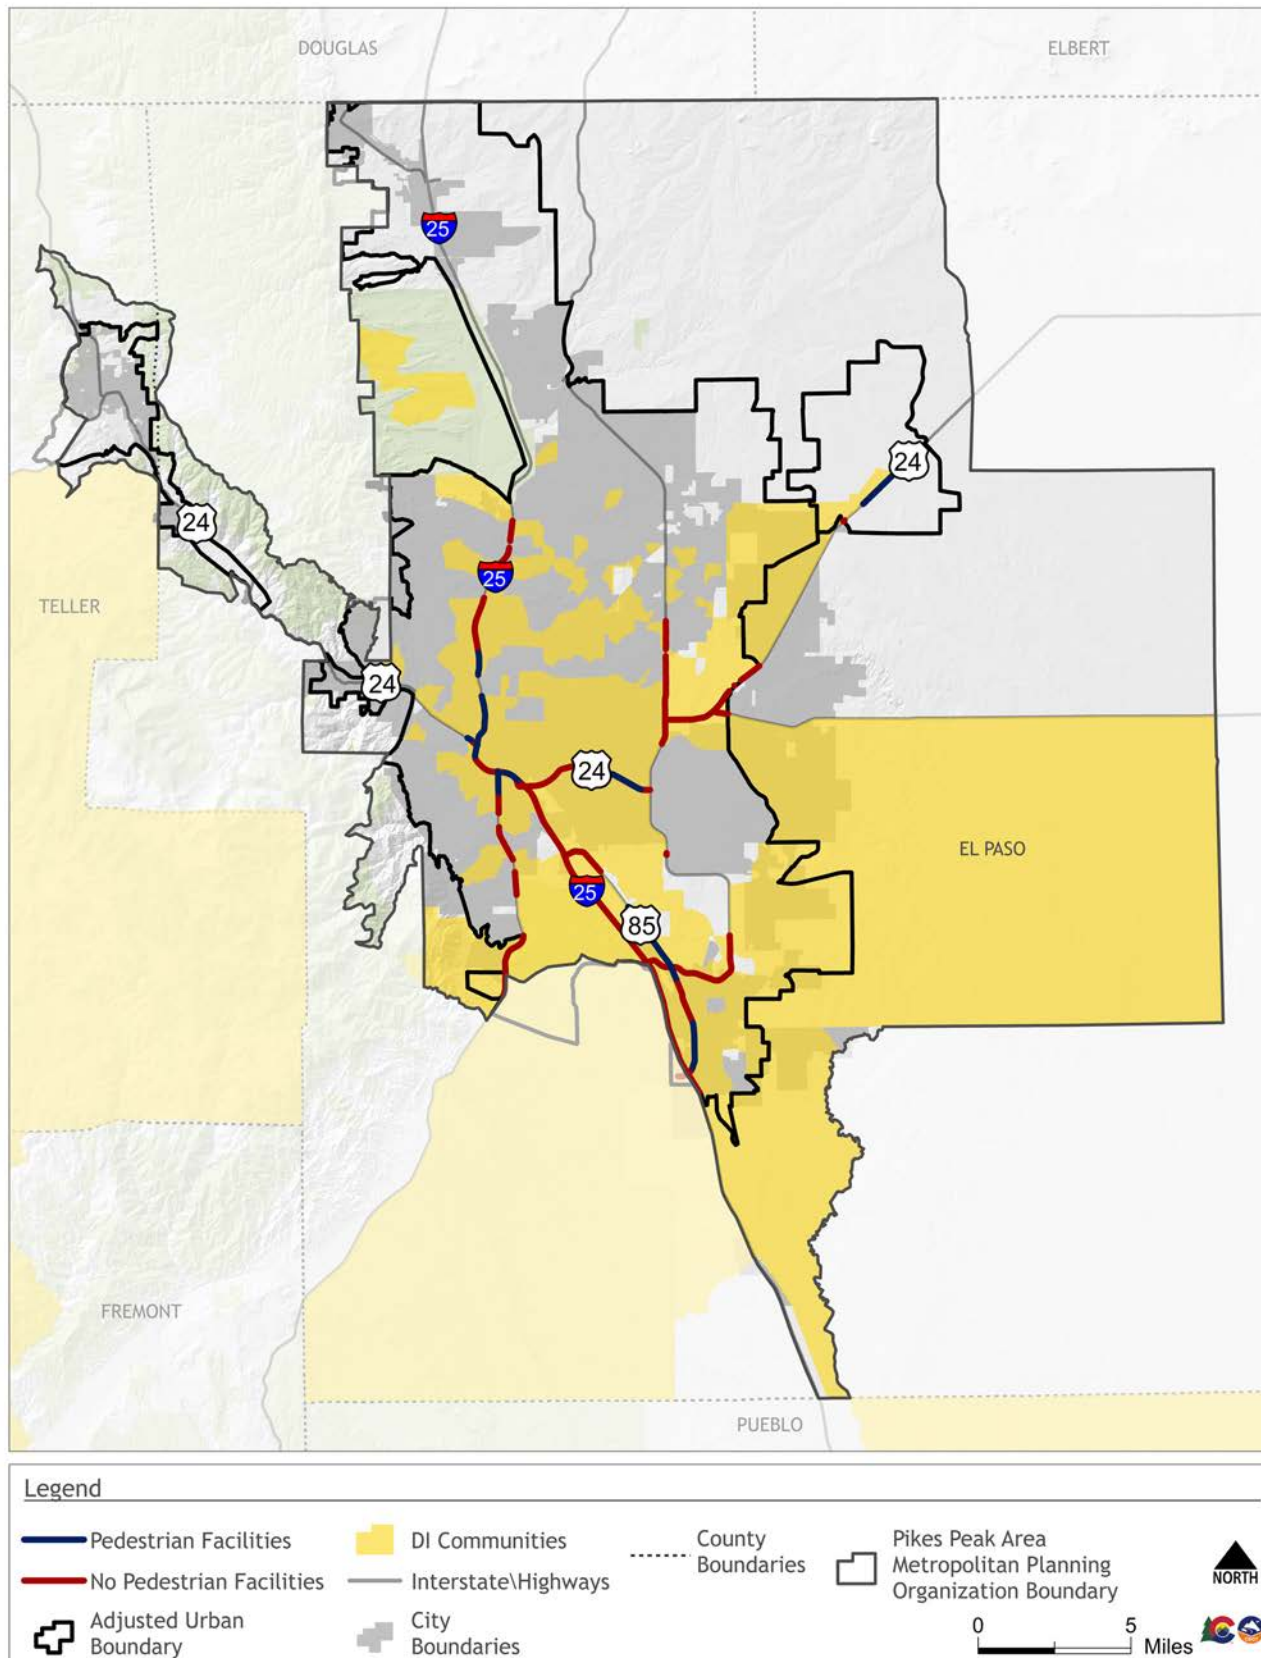 DOUGLAS
ELBERT
25
24
24
25
TELLER
24
24
EL PASO
25
85
FREMONT
PUEBLO
Legend
Pedestrian Facilities
No Pedestrian Facilities
Adjusted Urban
Boundary
DI Communities
Interstate\Highways
City
Boundaries
County
Boundaries
Pikes Peak Area
Metropolitan Planning
Organization Boundary
NORTH
0 5
Miles